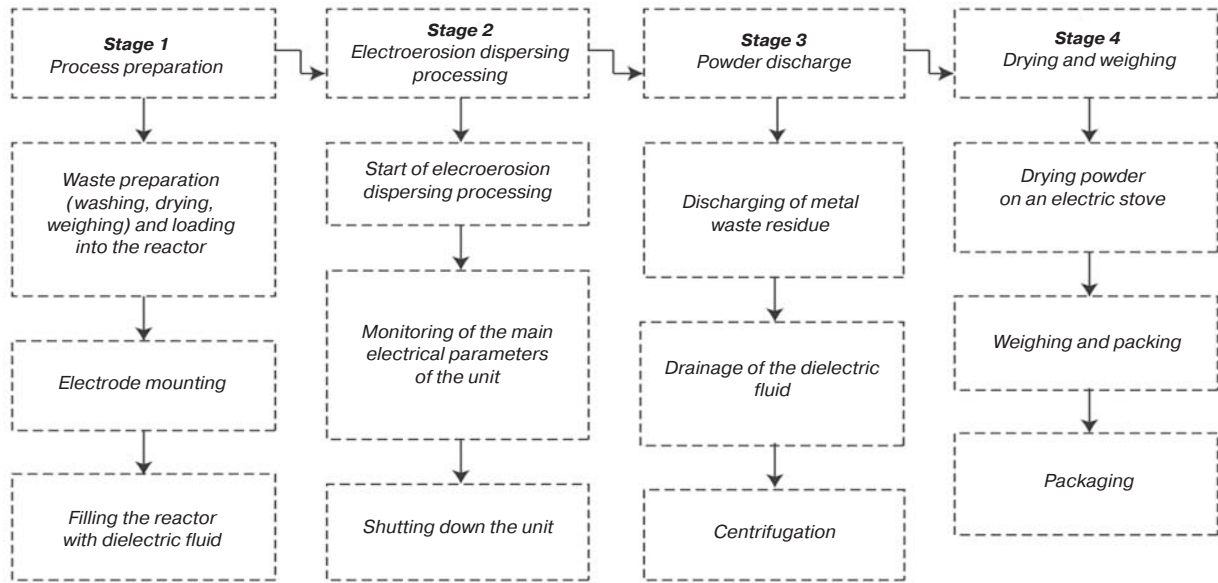 Stage 1
Process preparation
Waste preparation
(washing, drying,
weighing) and loading
into the reactor
Electrode mounting
Filling the reactor
with dielectric fluid
Stage 2
Electroerosion dispersing
processing
Start of elecroerosion
dispersing processing
Monitoring of the main
electrical parameters
of the unit
Shutting down the unit
Stage 3
Powder discharge
Discharging of metal
waste residue
Drainage of the dielectric
fluid
Centrifugation
Stage 4
Drying and weighing
Drying powder
on an electric stove
Weighing and packing
Packaging